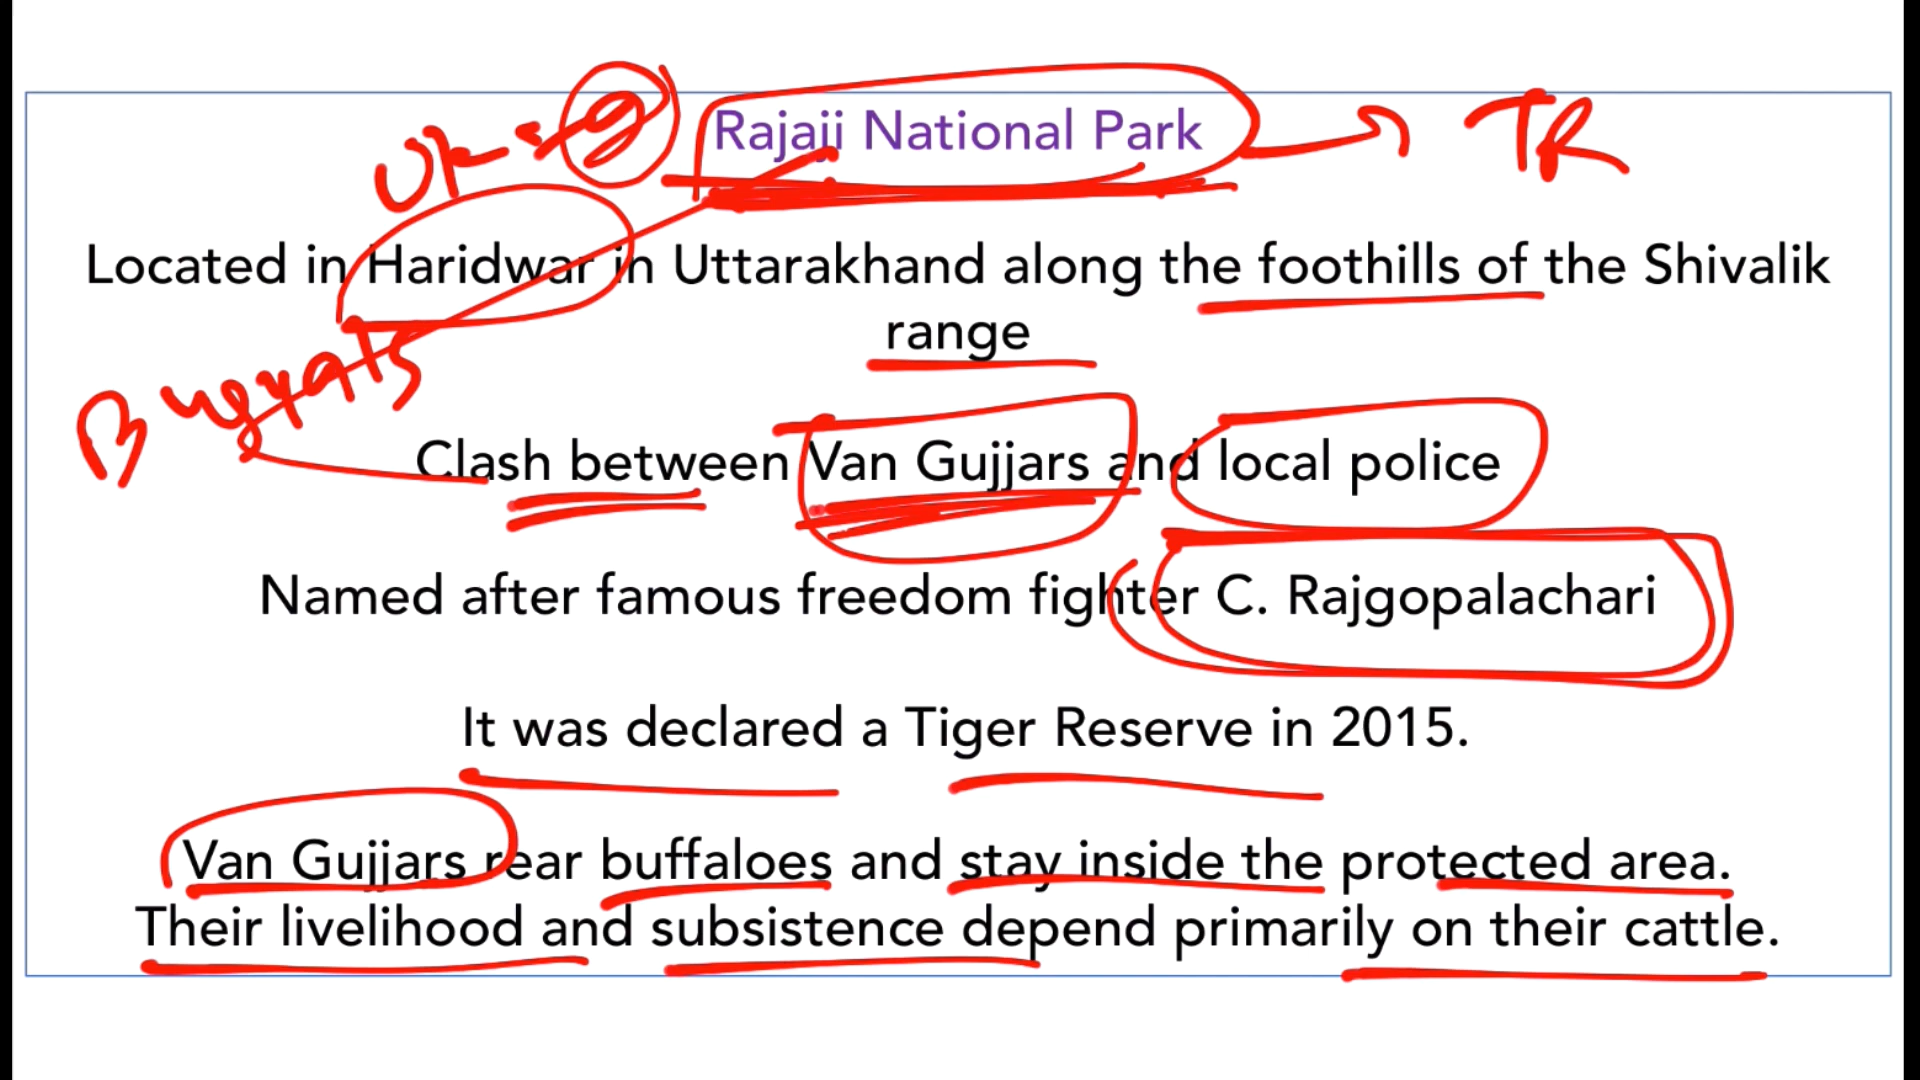 Rajaji National Park
TR
UK
Located in Haridwar in Uttarakhand along the foothills of the Shivalik
range
Bugyals
Clash between Van Gujjars and local police
Named after famous freedom fighter C. Rajgopalachari
It was declared a Tiger Reserve in 2015.
Van Gujjars rear buffaloes and stay inside the protected area.
Their livelihood and subsistence depend primarily on their cattle.